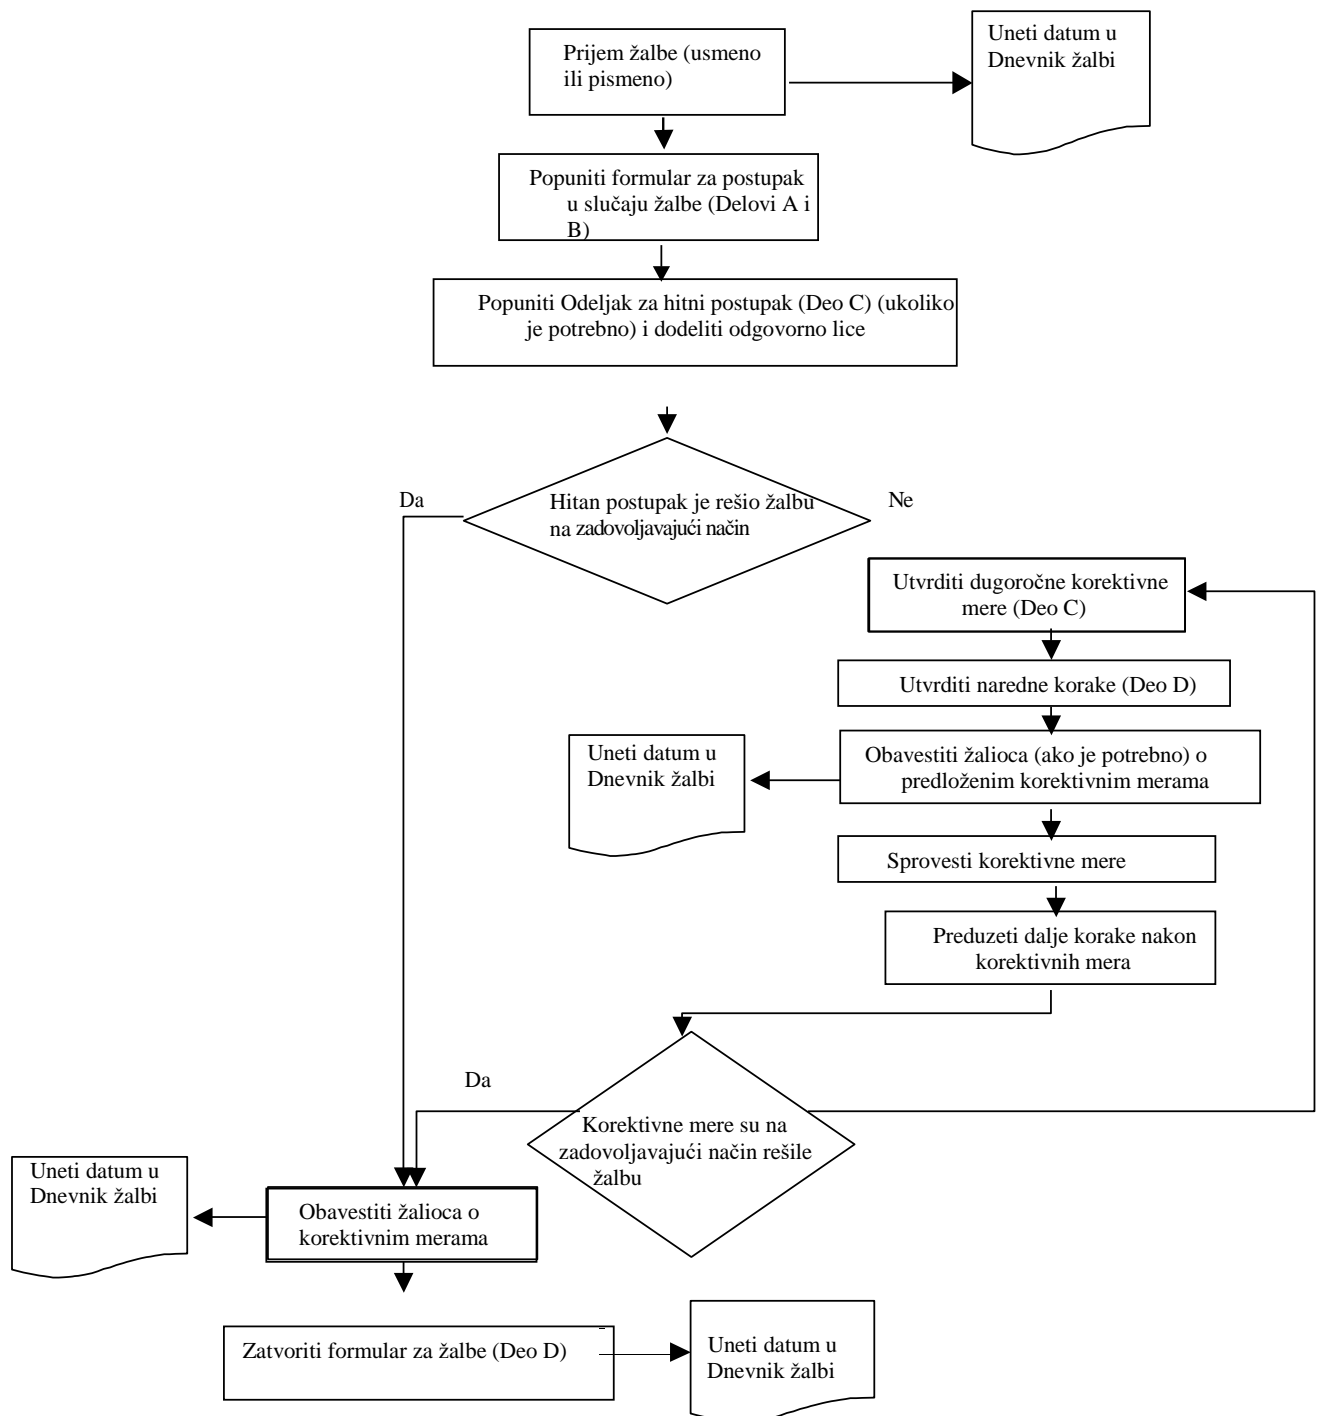 Prijem žalbe (usmeno
ili pismeno)
Uneti datum u
Dnevnik žalbi
Popuniti formular za postupak
u slučaju žalbe (Delovi A i
B)
Popuniti Odeljak za hitni postupak (Deo C) (ukoliko
je potrebno) i dodeliti odgovorno lice
Da
Hitan postupak je rešio žalbu
na zadovoljavajući način
Ne
Utvrditi dugoročne korektivne
mere (Deo C)
Utvrditi naredne korake (Deo D)
Obavestiti žalioca (ako je potrebno) o
predloženim korektivnim merama
Uneti datum u
Dnevnik žalbi
Sprovesti korektivne mere
Preduzeti dalje korake nakon
korektivnih mera
Da
Korektivne mere su na
zadovoljavajući način rešile
žalbu
Uneti datum u
Dnevnik žalbi
Obavestiti žalioca o
korektivnim merama
Zatvoriti formular za žalbe (Deo D)
Uneti datum u
Dnevnik žalbi